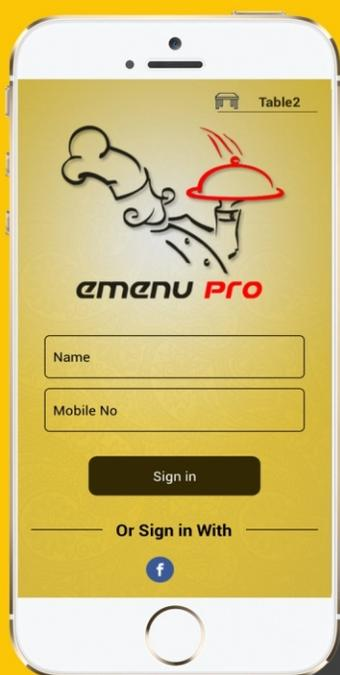 Table2
emenu pro
Name
Mobile No
Sign in
Or Sign in With
f